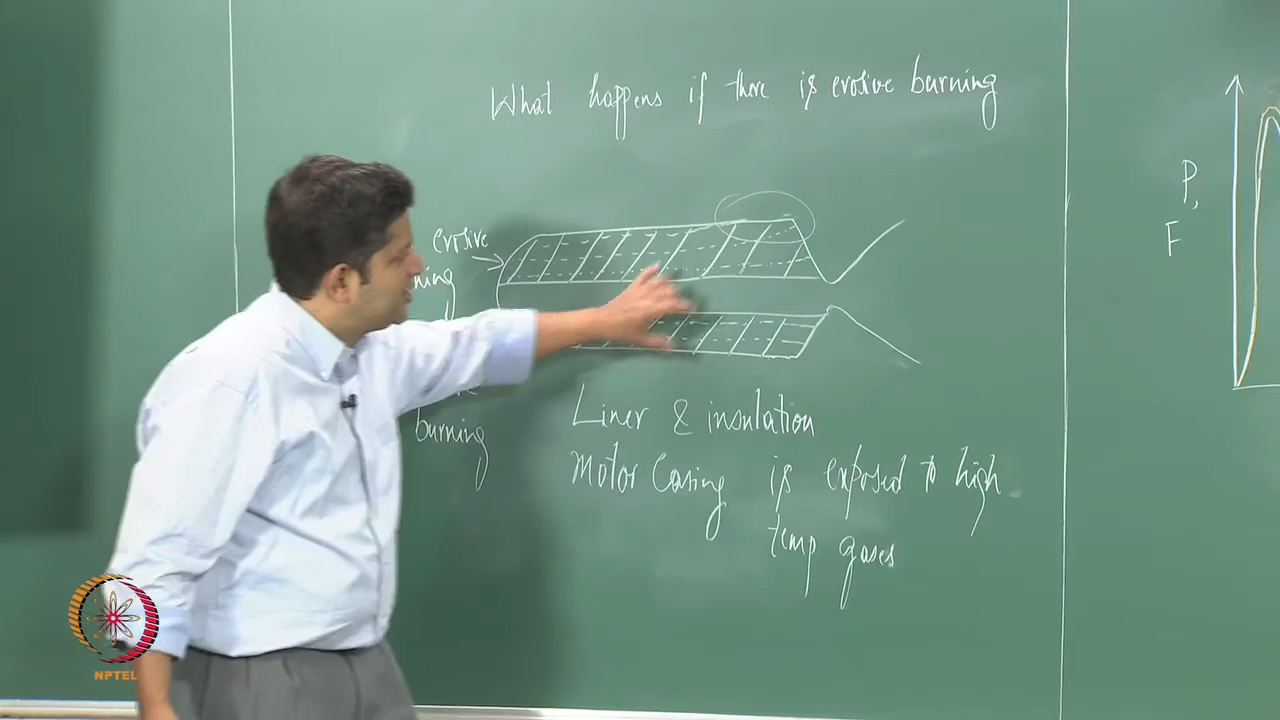 What happens if there is erosive burning
erosive
ning
burning
Liner & insulation
Motor Casing is exposed to high
temp gases
P,
F
NPTEL